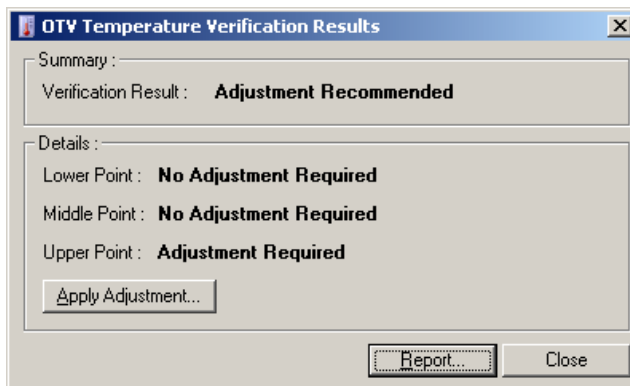 OTV Temperature Verification Results
Summary :
Verification Result : Adjustment Recommended
Details :
Lower Point : No Adjustment Required
Middle Point : No Adjustment Required
Upper Point : Adjustment Required
Apply Adjustment...
Report... Close